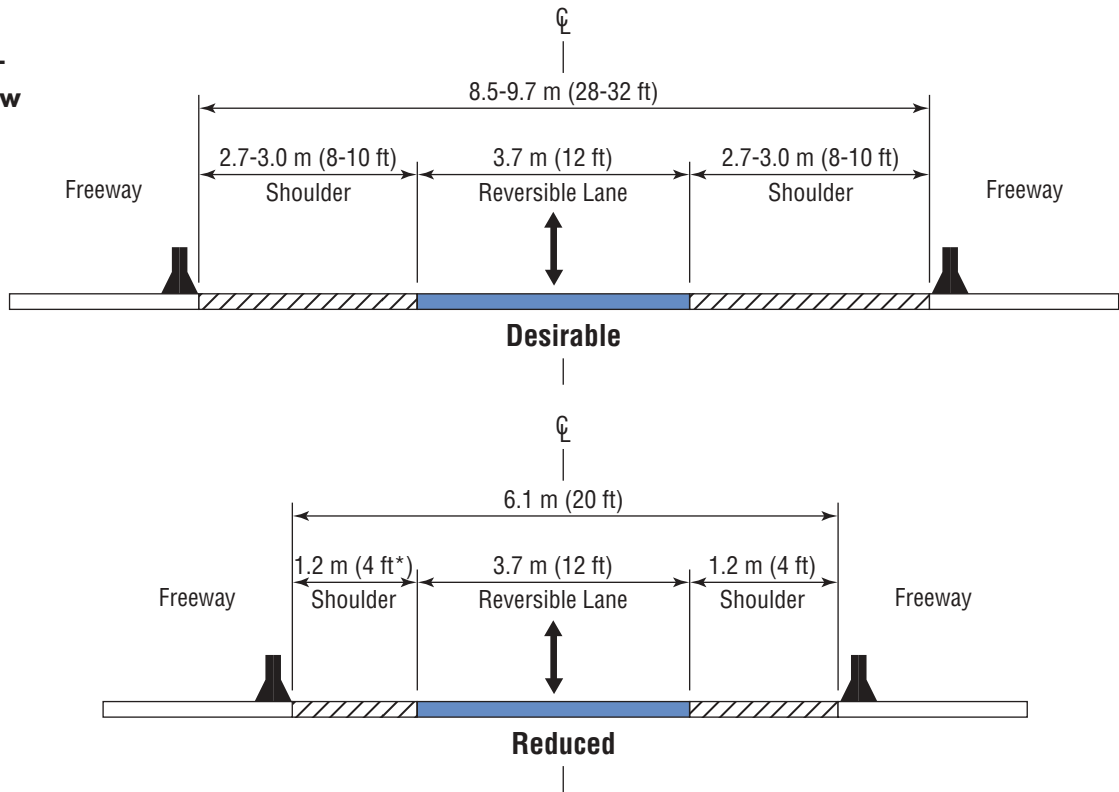 -
w
℄
8.5-9.7 m (28-32 ft)
2.7-3.0 m (8-10 ft) 3.7 m (12 ft) 2.7-3.0 m (8-10 ft)
Freeway Shoulder Reversible Lane Shoulder Freeway
Desirable
℄
6.1 m (20 ft)
1.2 m (4 ft*) 3.7 m (12 ft) 1.2 m (4 ft)
Freeway Shoulder Reversible Lane Shoulder Freeway
Reduced